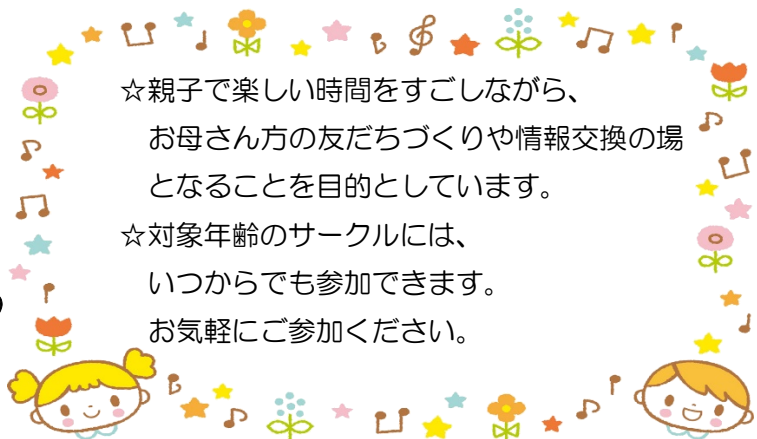 ☆親子で楽しい時間をすごしながら、
お母さん方の友だちづくりや情報交換の場
となることを目的としています。
☆対象年齢のサークルには、
いつからでも参加できます。
お気軽にご参加ください。